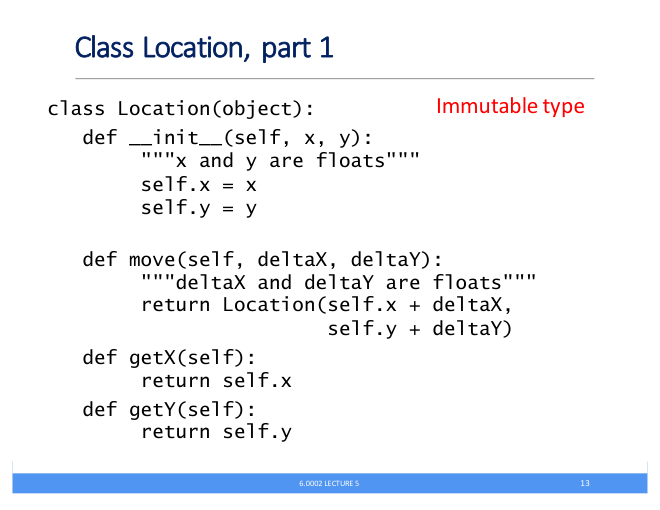 Class Location, part 1
class Location(object):
Immutable type
def __init__(self, x, y):
"""x and y are floats"""
self.x = x
self.y = y
def move(self, deltaX, deltaY):
"""deltaX and deltaY are floats"""
return Location(self.x + deltaX,
self.y + deltaY)
def getX(self):
return self.x
def getY(self):
return self.y
6.0002 LECTURE 5
13